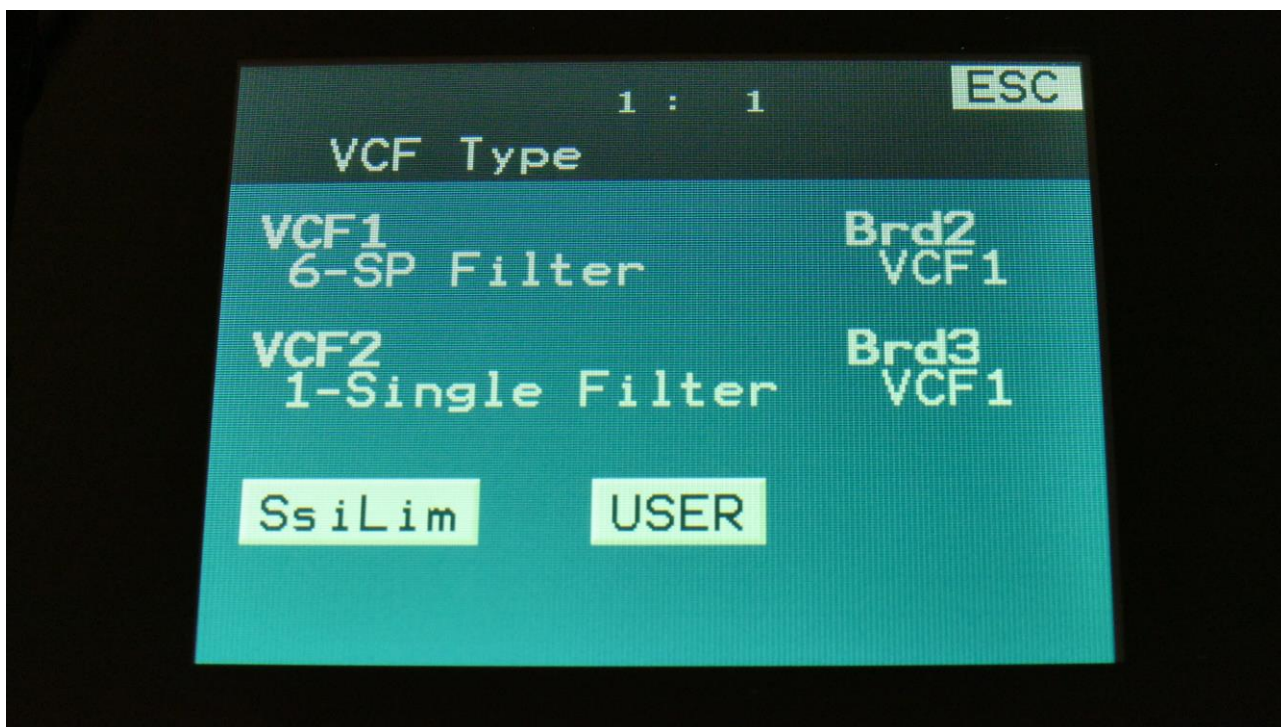 1 : 1 ESC
VCF Type
VCF1 Brd2
6-SP Filter VCF1
VCF2 Brd3
1-Single Filter VCF1
SsiLim USER